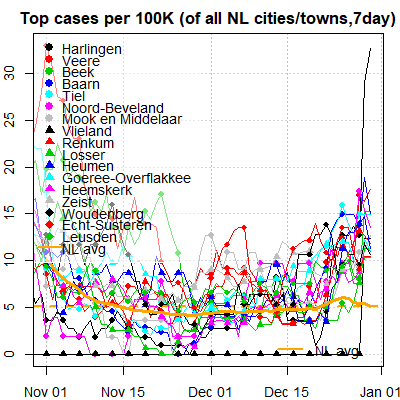 Top cases per 100K (of all NL cities/towns,7day)
30
25
20
15
10
5
0
Harlingen
Veere
Beek
Baarn
Tiel
Noord-Beveland
Mook en Middelaar
Vlieland
Renkum
Losser
Heumen
Goeree-Overflakkee
Heemskerk
Zeist
Woudenberg
Echt-Susteren
Leusden
NL avg
NL avg
Nov 01
Nov 15
Dec 01
Dec 15
Jan 01